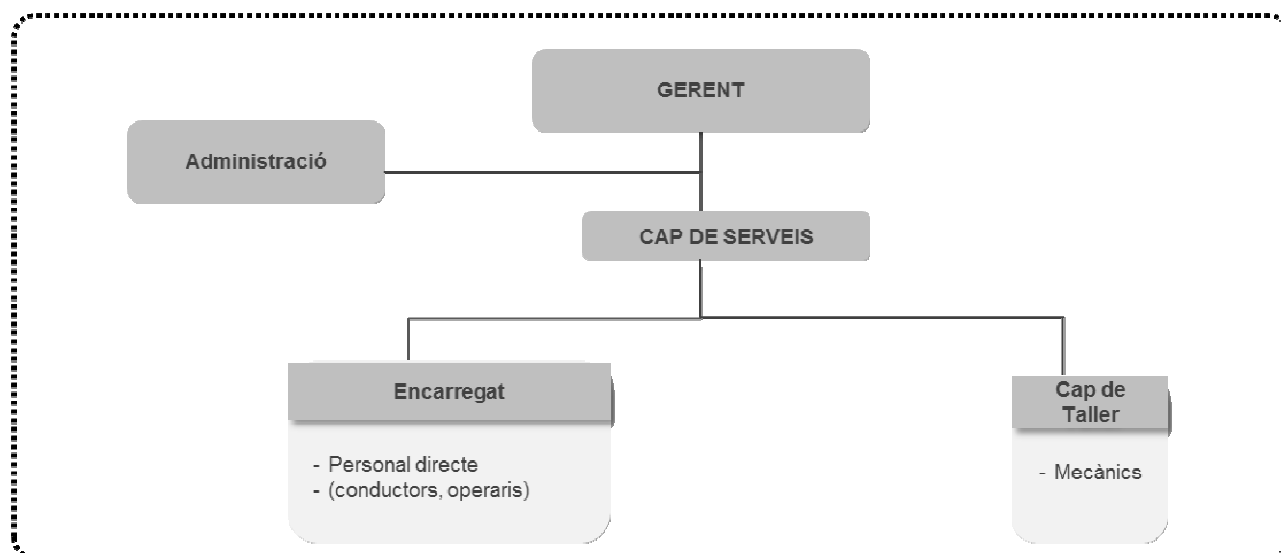 GERENT
Administració
CAP DE SERVEIS
Encarregat
- Personal directe
- (conductors, operaris)
Cap de
Taller
- Mecànics